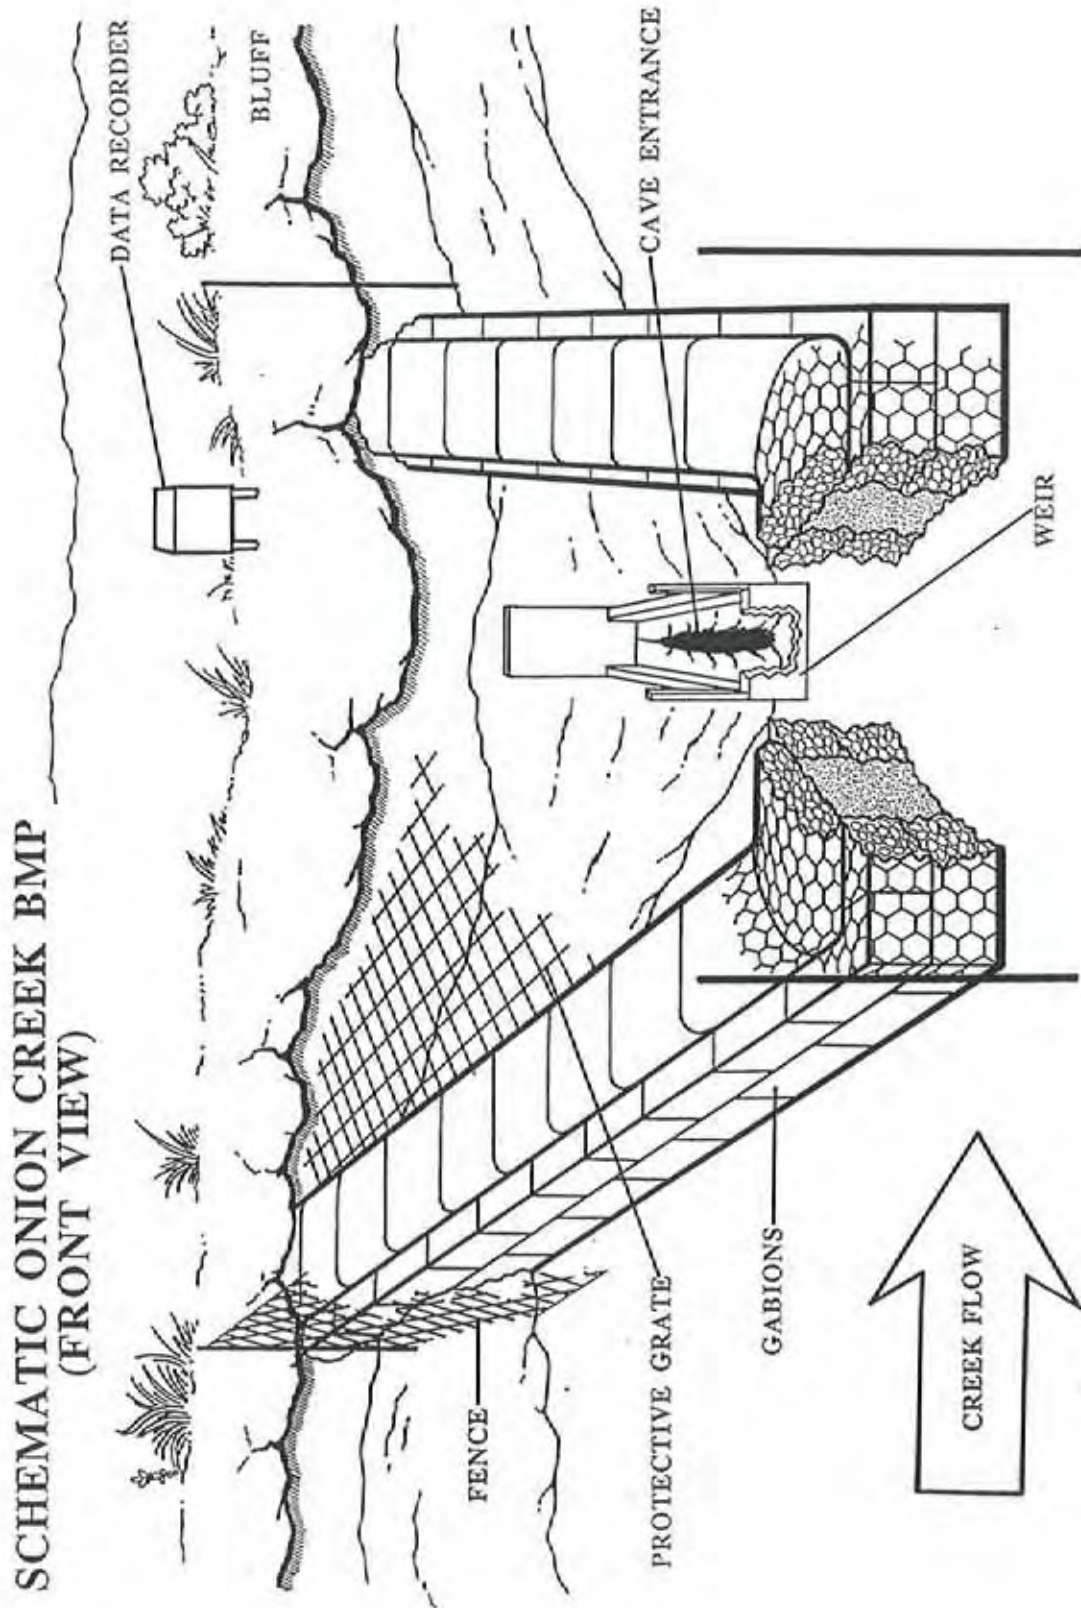 SCHEMATIC ONION CREEK BMP
(FRONT VIEW)
DATA RECORDER
BLUFF
FENCE
PROTECTIVE GRATE
CAVE ENTRANCE
GABIONS
WEIR
CREEK FLOW